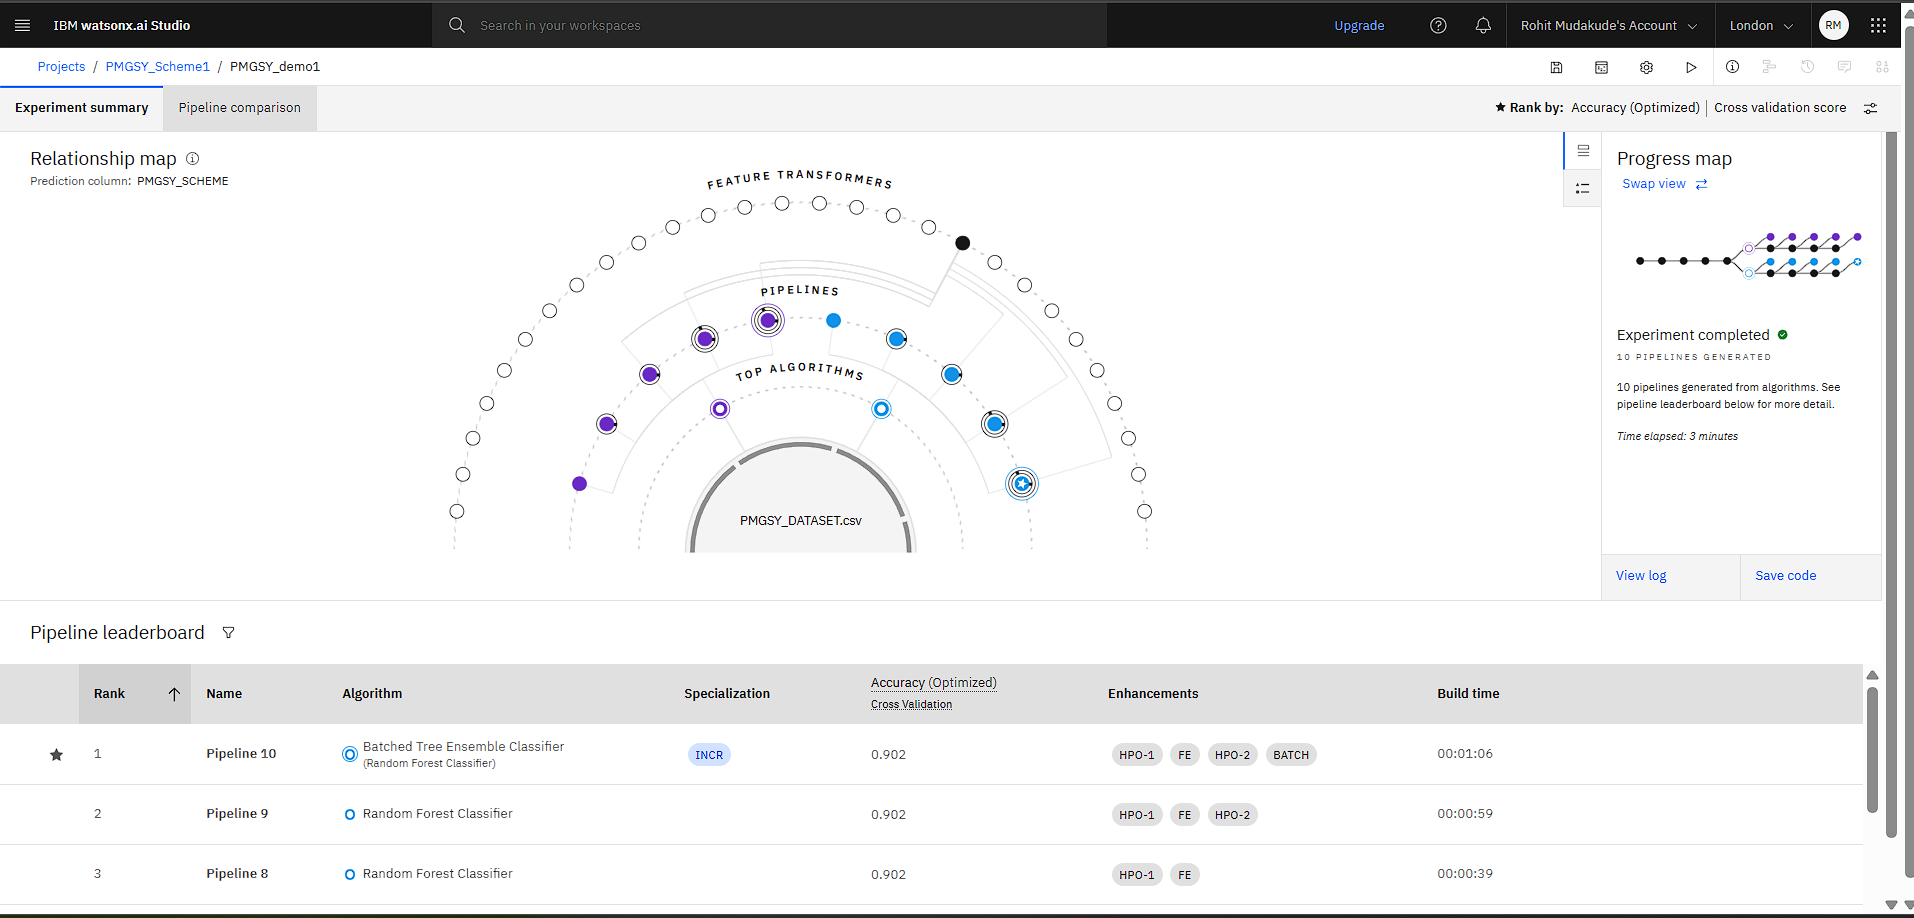 IBM watsonx.ai Studio
Search in your workspaces
Upgrade
Rohit Mudakude's Account
London
RM
Projects / PMGSY_Scheme1 / PMGSY_demo1
Experiment summary
Pipeline comparison
Rank by: Accuracy (Optimized) | Cross validation score
Relationship map
Prediction column: PMGSY_SCHEME
FEATURE TRANSFORMERS
PIPELINES
TOP ALGORITHMS
PMGSY_DATASET.csv
Progress map
Swap view
Experiment completed
10 PIPELINES GENERATED
10 pipelines generated from algorithms. See
pipeline leaderboard below for more detail.
Time elapsed: 3 minutes
View log
Save code
Pipeline leaderboard
Rank Name Algorithm Specialization Accuracy (Optimized) Enhancements Build time
Cross Validation
1 Pipeline 10 Batched Tree Ensemble Classifier INCR 0.902 HPO-1 FE HPO-2 BATCH 00:01:06
(Random Forest Classifier)
2 Pipeline 9 Random Forest Classifier 0.902 HPO-1 FE HPO-2 00:00:59
3 Pipeline 8 Random Forest Classifier 0.902 HPO-1 FE 00:00:39